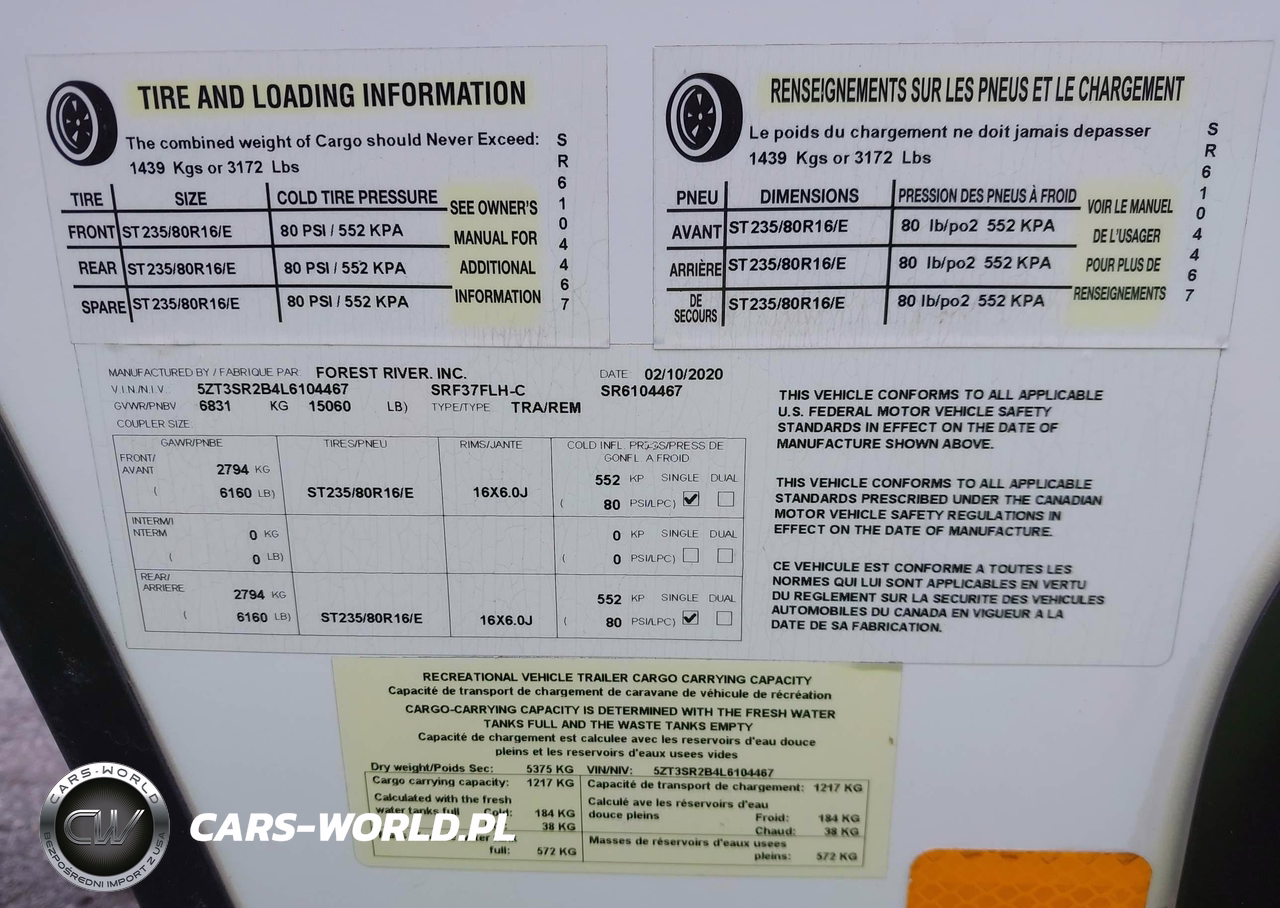 TIRE AND LOADING INFORMATION
The combined weight of Cargo should Never Exceed:
1439 Kgs or 3172 Lbs
TIRE SIZE COLD TIRE PRESSURE
FRONT ST235/80R16/E 80 PSI / 552 KPA
REAR ST235/80R16/E 80 PSI / 552 KPA
SPARE ST235/80R16/E 80 PSI / 552 KPA
SEE OWNER'S
MANUAL FOR
ADDITIONAL
INFORMATION
SR6104467
RENSEIGNEMENTS SUR LES PNEUS ET LE CHARGEMENT
Le poids du chargement ne doit jamais depasser
1439 Kgs or 3172 Lbs
PNEU DIMENSIONS PRESSION DES PNEUS À FROID
AVANT ST235/80R16/E 80 lb/po2 552 KPA
ARRIÈRE ST235/80R16/E 80 lb/po2 552 KPA
DE SECOURS ST235/80R16/E 80 lb/po2 552 KPA
VOIR LE MANUEL
DE L'USAGER
POUR PLUS DE
RENSEIGNEMENTS
SR6104467
MANUFACTURED BY / FABRIQUE PAR: FOREST RIVER, INC. DATE: 02/10/2020
V.I.N./N.I.V.: 5ZT3SR2B4L6104467 SRF37FLH-C SR6104467
GVWR/PNBV 6831 KG 15060 LB) TYPE/TYPE TRA/REM
COUPLER SIZE:
GAWR/PNBE TIRES/PNEU RIMS/JANTE COLD INFL. PRESS/PRESS DE
GONFL. A FROID
FRONT/
AVANT 2794 KG 552 KP SINGLE DUAL
( 6160 LB) ST235/80R16/E 16X6.0J ( 80 PSI/LPC)
INTERM/I
NTERM 0 KG 0 KP SINGLE DUAL
( 0 LB) ( 0 PSI/LPC)
REAR/
ARRIERE 2794 KG 552 KP SINGLE DUAL
( 6160 LB) ST235/80R16/E 16X6.0J ( 80 PSI/LPC)
THIS VEHICLE CONFORMS TO ALL APPLICABLE
U.S. FEDERAL MOTOR VEHICLE SAFETY
STANDARDS IN EFFECT ON THE DATE OF
MANUFACTURE SHOWN ABOVE.
THIS VEHICLE CONFORMS TO ALL APPLICABLE
STANDARDS PRESCRIBED UNDER THE CANADIAN
MOTOR VEHICLE SAFETY REGULATIONS IN
EFFECT ON THE DATE OF MANUFACTURE.
CE VEHICULE EST CONFORME A TOUTES LES
NORMES QUI LUI SONT APPLICABLES EN VERTU
DU REGLEMENT SUR LA SECURITE DES VEHICULES
AUTOMOBILES DU CANADA EN VIGUEUR A LA
DATE DE SA FABRICATION.
RECREATIONAL VEHICLE TRAILER CARGO CARRYING CAPACITY
Capacité de transport de chargement de caravane de véhicule de récréation
CARGO-CARRYING CAPACITY IS DETERMINED WITH THE FRESH WATER
TANKS FULL AND THE WASTE TANKS EMPTY
Capacité de chargement est calculee avec les reservoirs d'eau douce
pleins et les reservoirs d'eaux usees vides
Dry weight/Poids Sec: 5375 KG VIN/NIV: 5ZT3SR2B4L6104467
Cargo carrying capacity: 1217 KG Capacité de transport de chargement: 1217 KG
Calculated with the fresh
water tanks full Cold: 184 KG
38 KG
full: 572 KG
Calculé ave les réservoirs d'eau
douce pleins Froid: 184 KG
Chaud: 38 KG
Masses de réservoirs d'eaux usees
pleins: 572 KG
CARS-WORLD
CW
BEZPOŚREDNI IMPORT Z USA
CARS-WORLD.PL